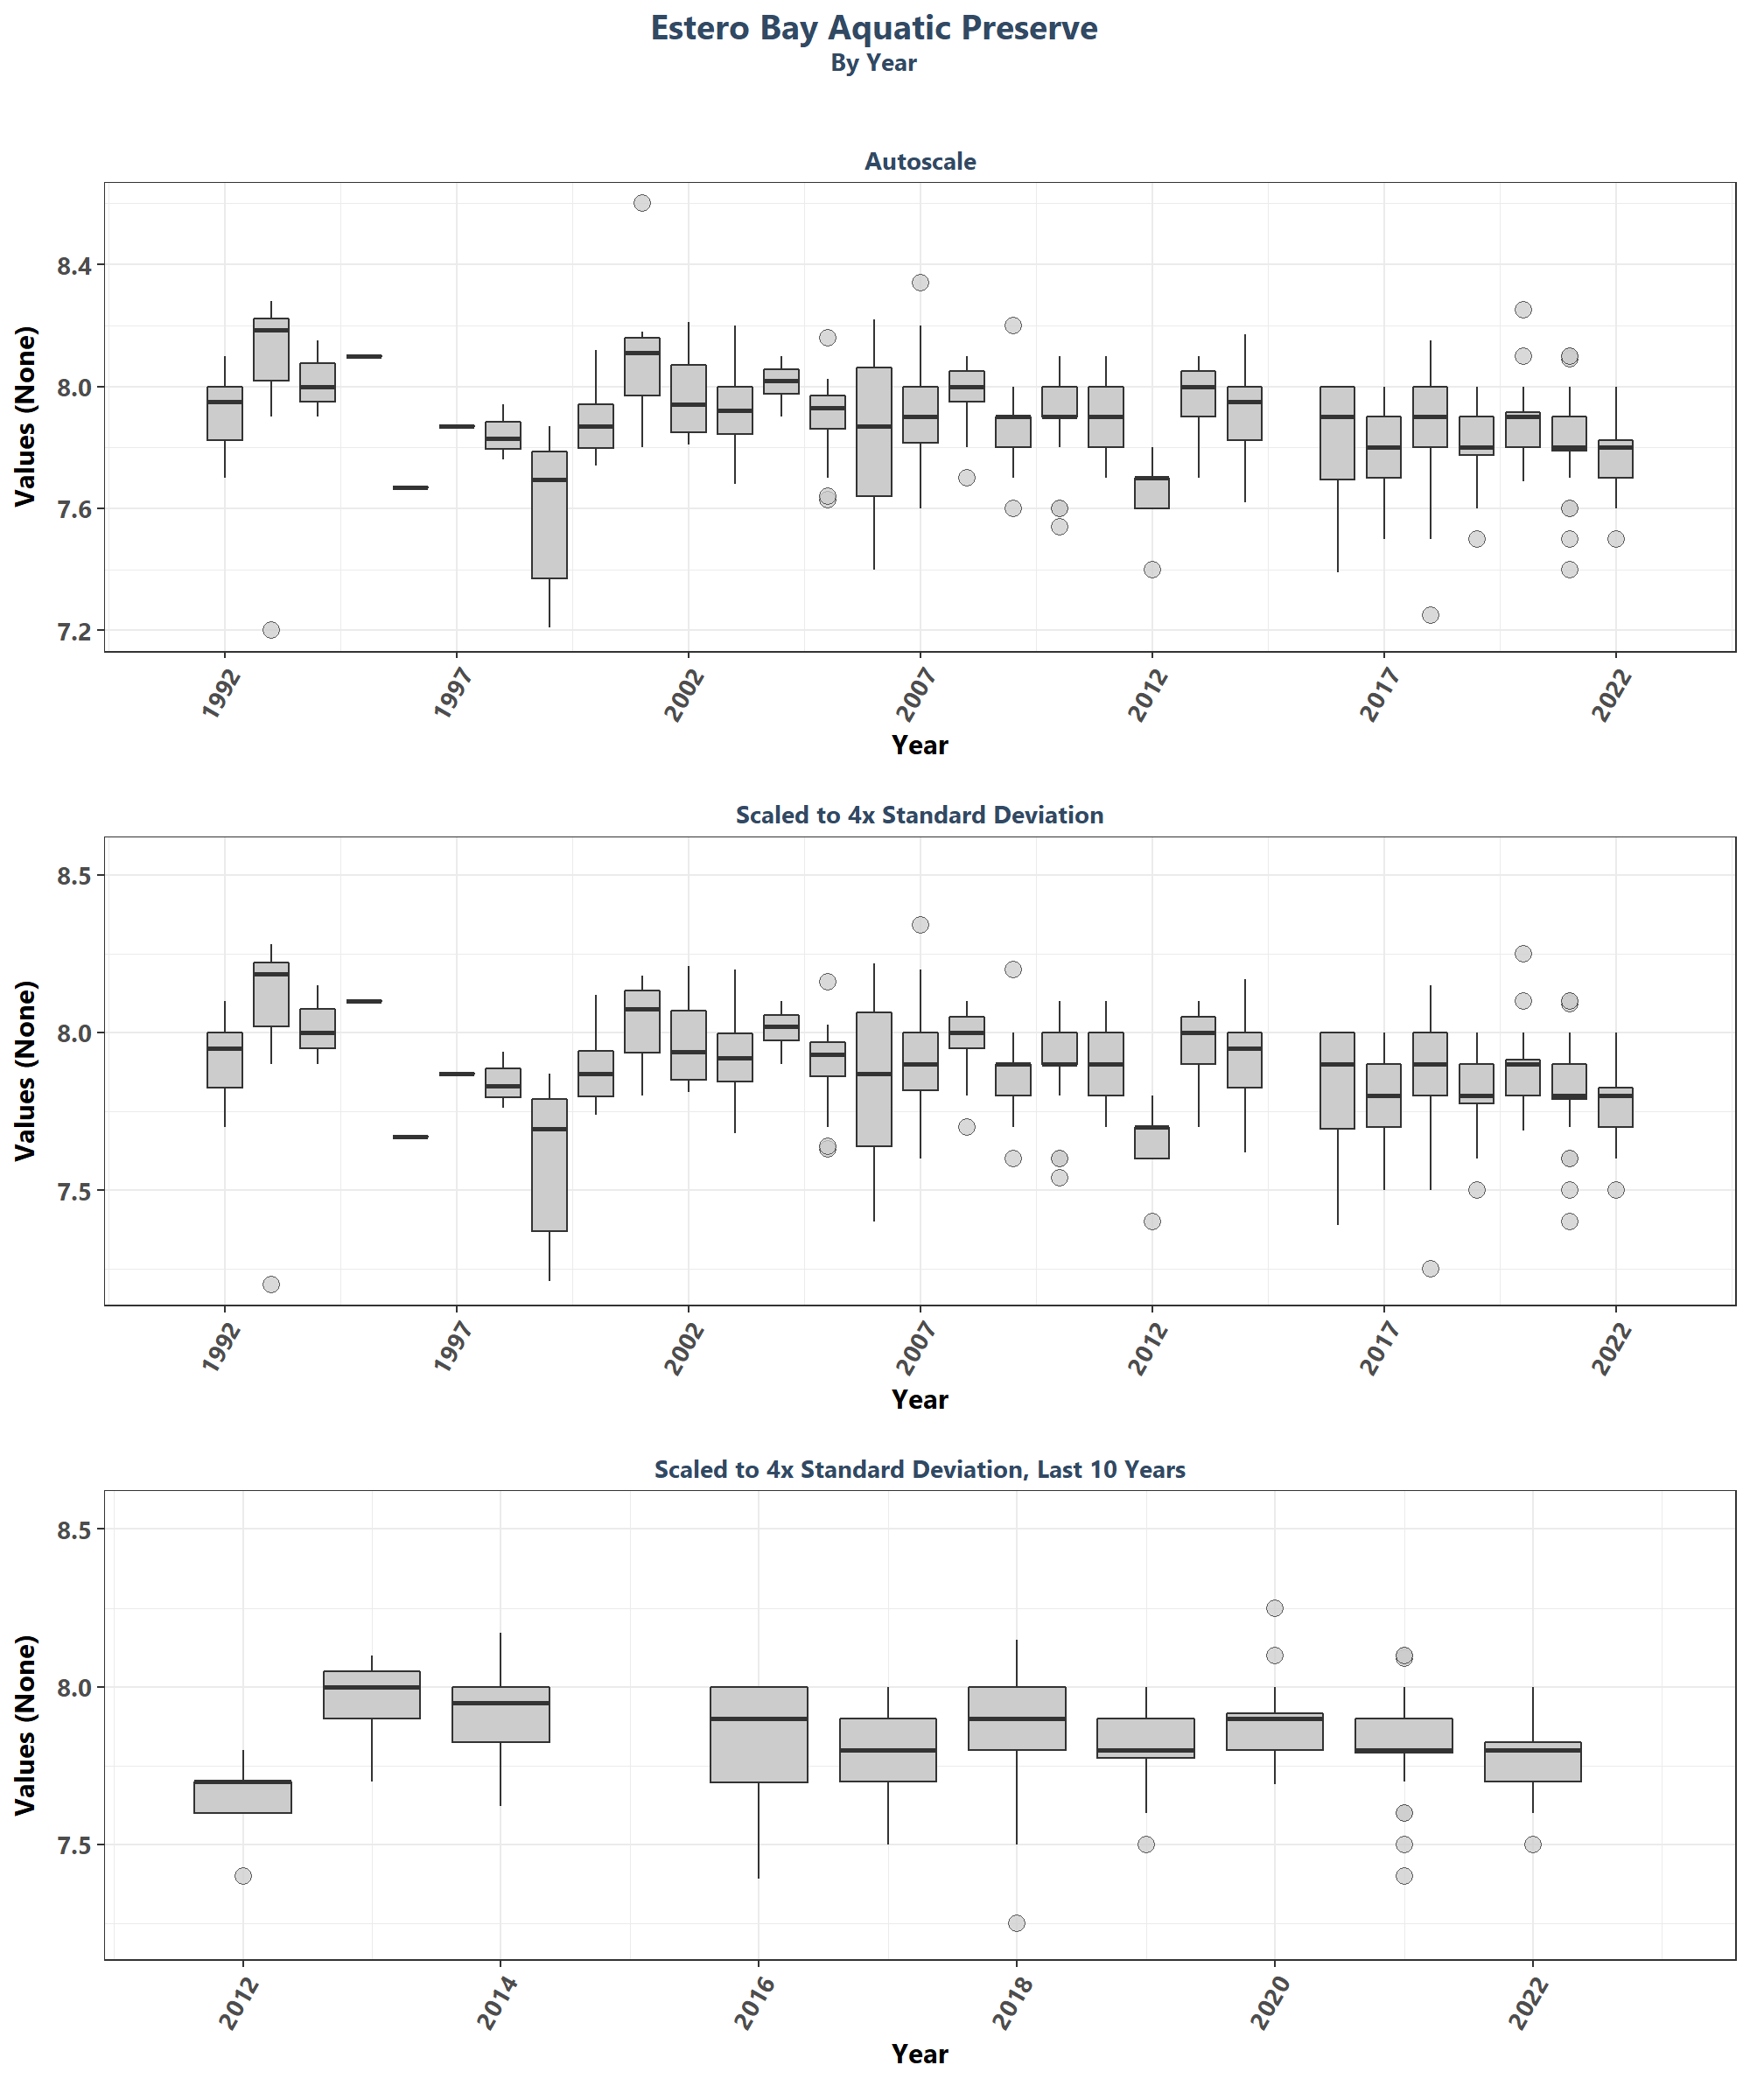 Estero Bay Aquatic Preserve
By Year
Autoscale
Values (None)
8.4
8.0
7.6
7.2
1992 1997 2002 2007 2012 2017 2022
Year
Scaled to 4x Standard Deviation
Values (None)
8.5
8.0
7.5
1992 1997 2002 2007 2012 2017 2022
Year
Scaled to 4x Standard Deviation, Last 10 Years
Values (None)
8.5
8.0
7.5
2012 2014 2016 2018 2020 2022
Year